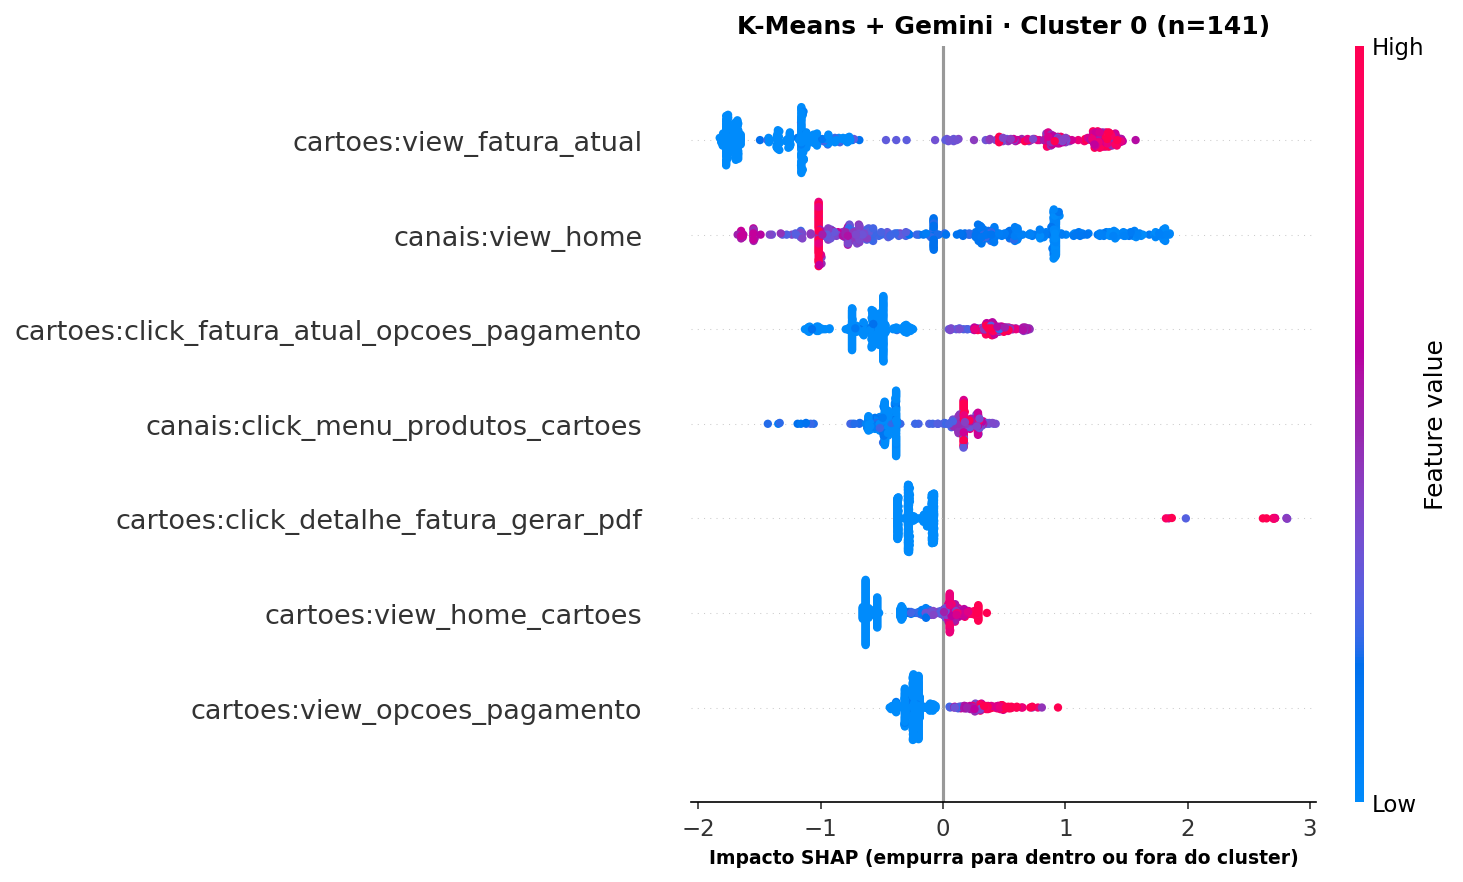 K-Means + Gemini · Cluster 0 (n=141)
High
cartoes:view_fatura_atual
canais:view_home
cartoes:click_fatura_atual_opcoes_pagamento
canais:click_menu_produtos_cartoes
cartoes:click_detalhe_fatura_gerar_pdf
cartoes:view_home_cartoes
cartoes:view_opcoes_pagamento
Feature value
Low
−2 −1 0 1 2 3
Impacto SHAP (empurra para dentro ou fora do cluster)